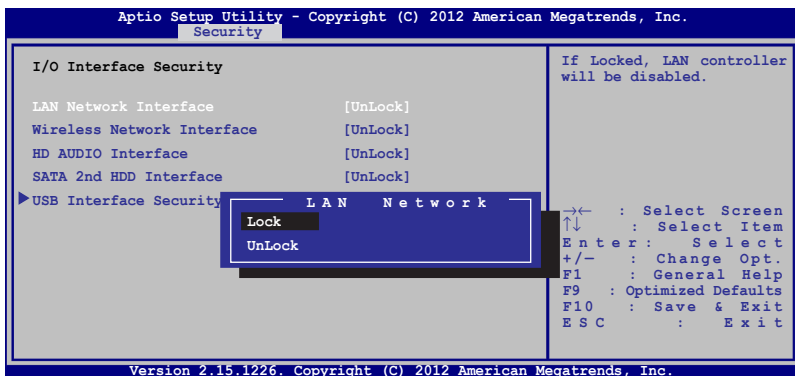 Aptio Setup Utility - Copyright (C) 2012 American Megatrends, Inc.
Security
I/O Interface Security
LAN Network Interface [UnLock]
Wireless Network Interface [UnLock]
HD AUDIO Interface [UnLock]
SATA 2nd HDD Interface [UnLock]
USB Interface Security
LAN Network
Lock
UnLock
If Locked, LAN controller
will be disabled.
→← : Select Screen
↑↓ : Select Item
Enter: Select
+/— : Change Opt.
F1 : General Help
F9 : Optimized Defaults
F10 : Save & Exit
ESC : Exit
Version 2.15.1226. Copyright (C) 2012 American Megatrends, Inc.